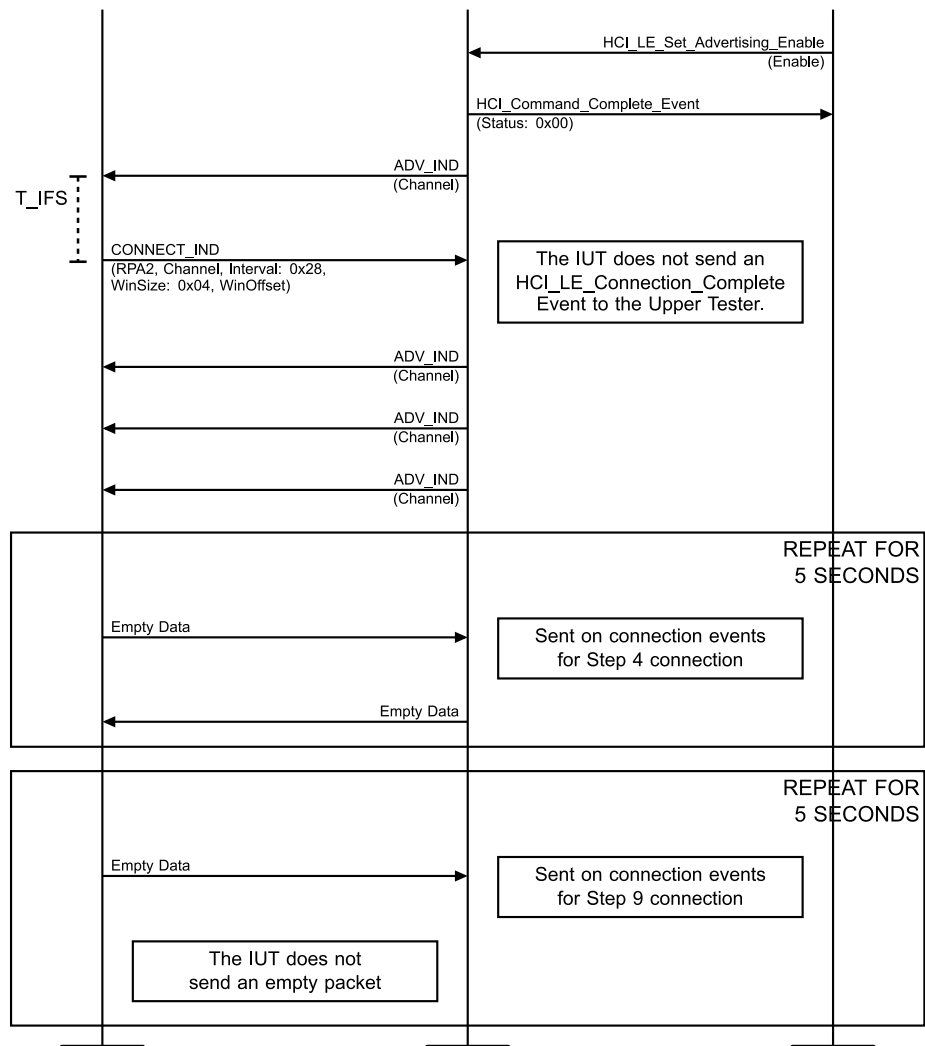 HCI_LE_Set_Advertising_Enable
(Enable)
HCI_Command_Complete_Event
(Status: 0x00)
ADV_IND
(Channel)
T_IFS
CONNECT_IND
(RPA2, Channel, Interval: 0x28,
WinSize: 0x04, WinOffset)
The IUT does not send an
HCI_LE_Connection_Complete
Event to the Upper Tester.
ADV_IND
(Channel)
ADV_IND
(Channel)
ADV_IND
(Channel)
REPEAT FOR
5 SECONDS
Empty Data
Sent on connection events
for Step 4 connection
Empty Data
REPEAT FOR
5 SECONDS
Empty Data
Sent on connection events
for Step 9 connection
The IUT does not
send an empty packet